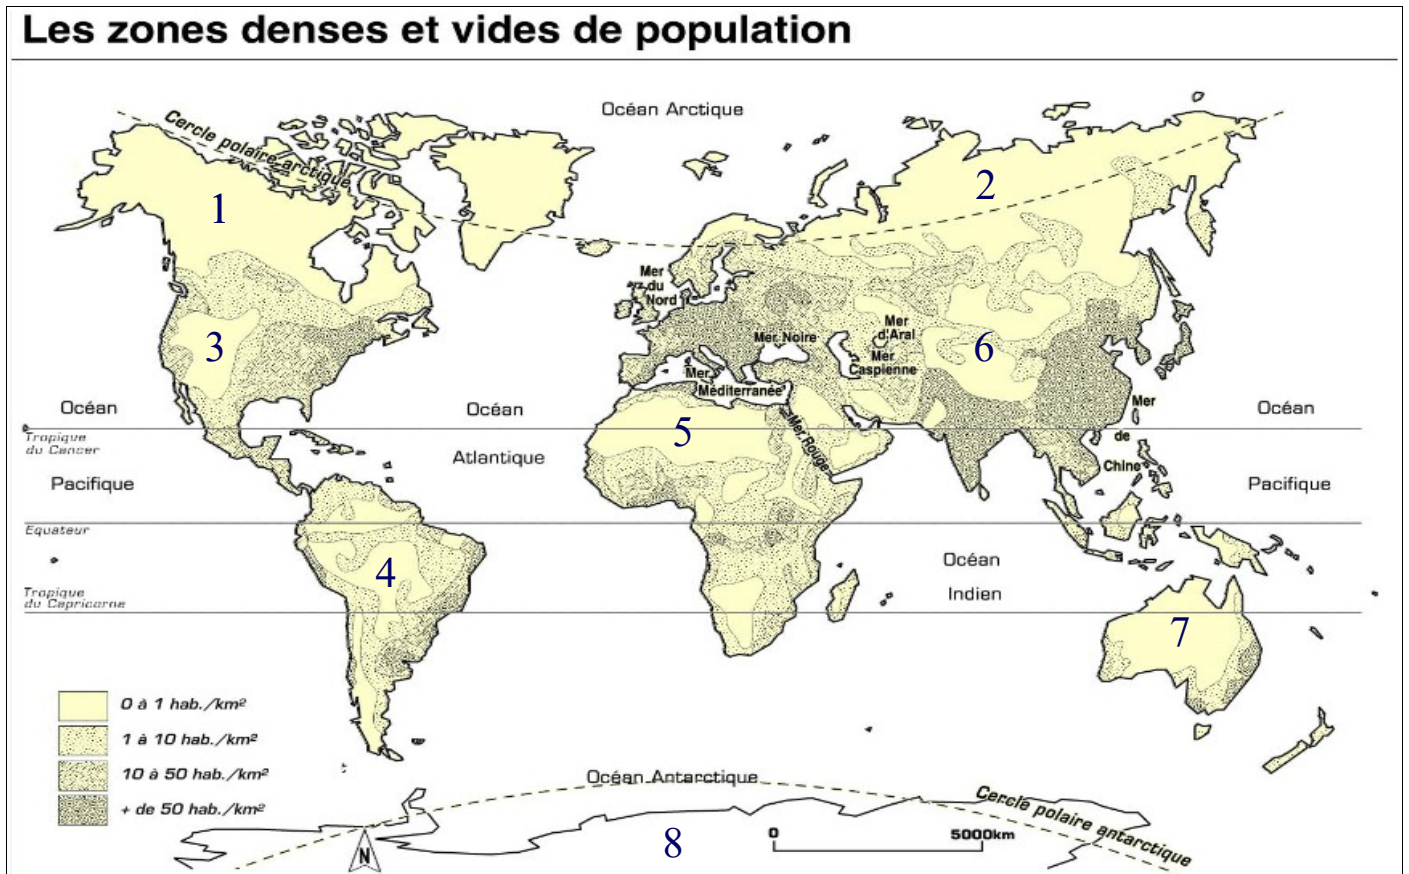 Les zones denses et vides de population
Océan Arctique
Cercle polaire arctique
1
2
Mer
du
Nord
3
Mer Noire
Mer
d'Aral
Mer
Caspienne
6
Mer
Méditerranée
Océan
Océan
Mer
Océan
Tropique
du Cancer
5
Mer Rouge
de
Atlantique
Chine
Pacifique
Pacifique
Equateur
4
Océan
Indien
Tropique
du Capricorne
7
0 à 1 hab./km²
1 à 10 hab./km²
10 à 50 hab./km²
+ de 50 hab./km²
Océan Antarctique
Cercle polaire antarctique
8
0
5000km
N